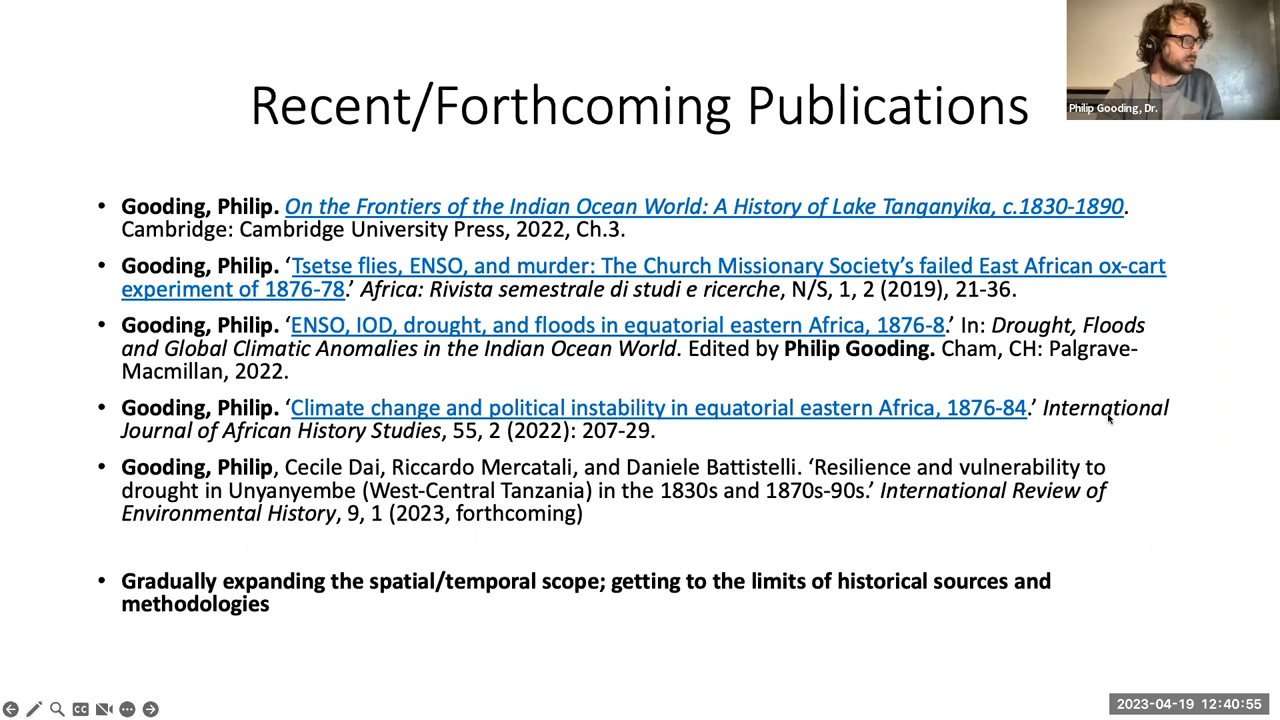 Recent/Forthcoming Publications
Philip Gooding, Dr.
• Gooding, Philip. On the Frontiers of the Indian Ocean World: A History of Lake Tanganyika, c.1830-1890.
Cambridge: Cambridge University Press, 2022, Ch.3.
• Gooding, Philip. ‘Tsetse flies, ENSO, and murder: The Church Missionary Society’s failed East African ox-cart
experiment of 1876-78.’ Africa: Rivista semestrale di studi e ricerche, N/S, 1, 2 (2019), 21-36.
• Gooding, Philip. ‘ENSO, IOD, drought, and floods in equatorial eastern Africa, 1876-8.’ In: Drought, Floods
and Global Climatic Anomalies in the Indian Ocean World. Edited by Philip Gooding. Cham, CH: Palgrave-
Macmillan, 2022.
• Gooding, Philip. ‘Climate change and political instability in equatorial eastern Africa, 1876-84.’ International
Journal of African History Studies, 55, 2 (2022): 207-29.
• Gooding, Philip, Cecile Dai, Riccardo Mercatali, and Daniele Battistelli. ‘Resilience and vulnerability to
drought in Unyanyembe (West-Central Tanzania) in the 1830s and 1870s-90s.’ International Review of
Environmental History, 9, 1 (2023, forthcoming)
• Gradually expanding the spatial/temporal scope; getting to the limits of historical sources and
methodologies
CC
2023-04-19 12:40:55